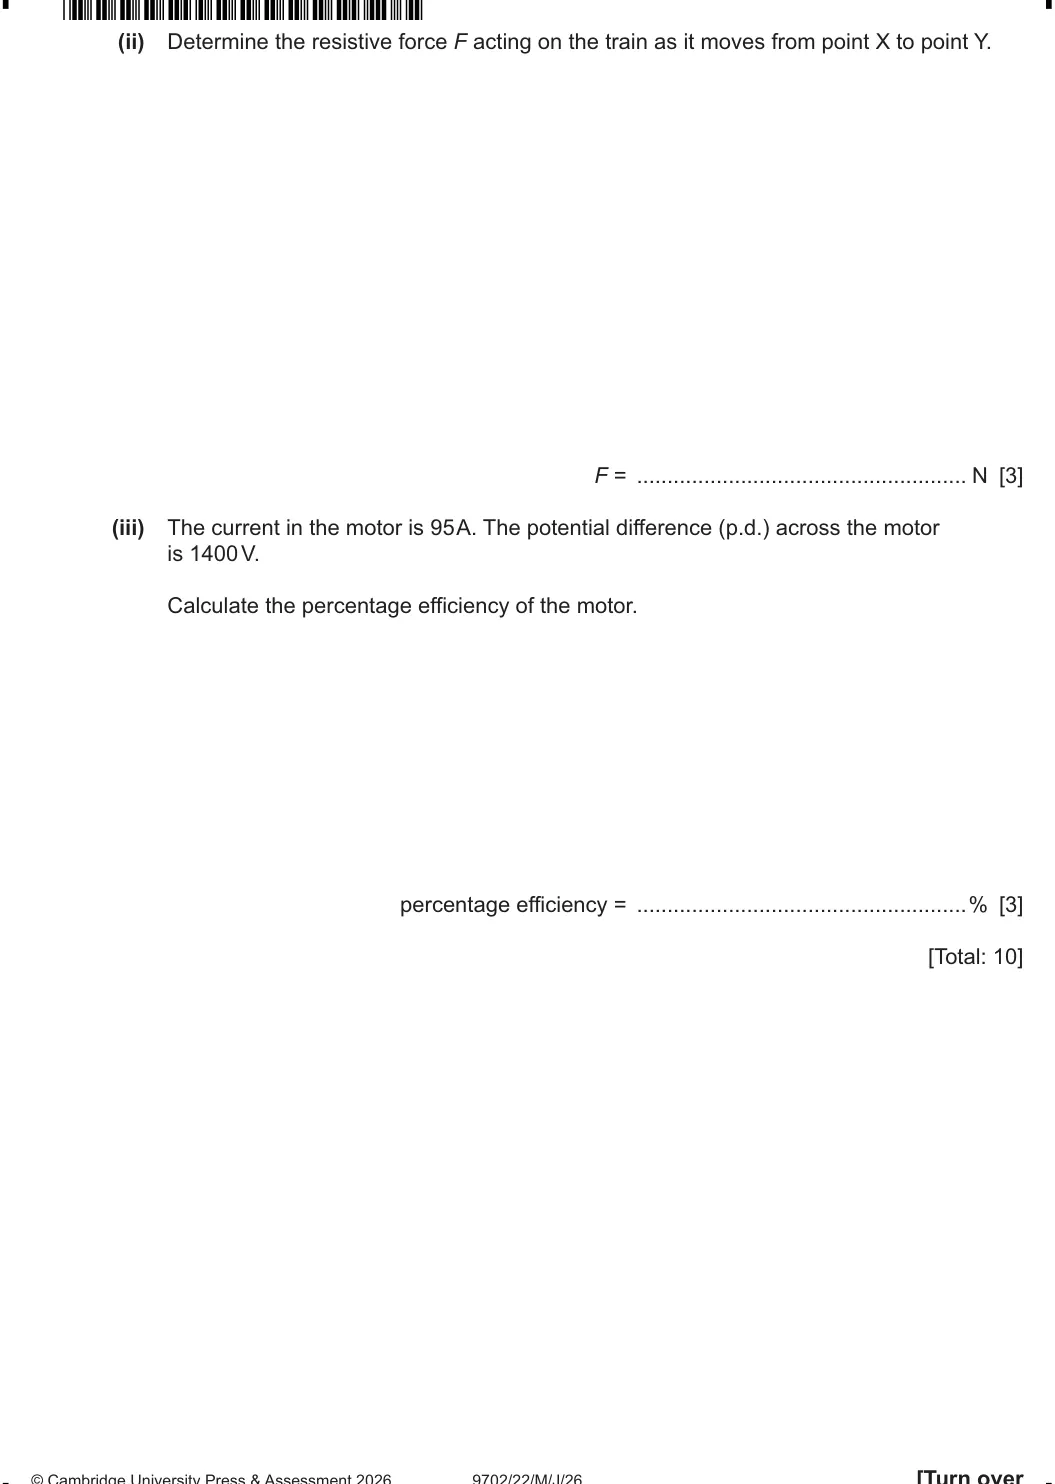 (ii) Determine the resistive force F acting on the train as it moves from point X to point Y.
F = ...................................................... N [3]
(iii) The current in the motor is 95A. The potential difference (p.d.) across the motor
is 1400V.
Calculate the percentage efficiency of the motor.
percentage efficiency = ...................................................... % [3]
[Total: 10]
© Cambridge University Press & Assessment 2026 9702/22/M/J/26 [Turn over